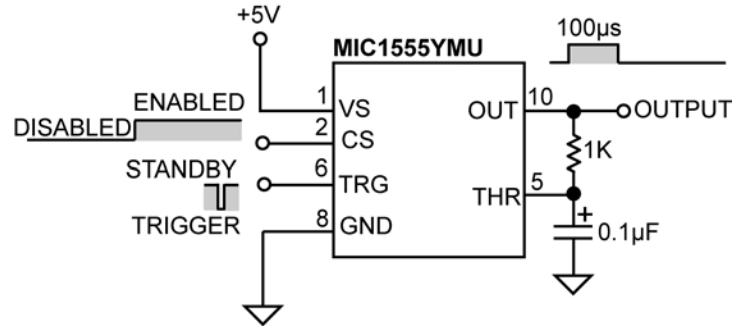 +5V
MIC1555YMU
100µs
ENABLED
DISABLED
1
VS
OUT
10
OUTPUT
2
CS
1K
STANDBY
6
TRG
THR
5
TRIGGER
8
GND
+
0.1µF